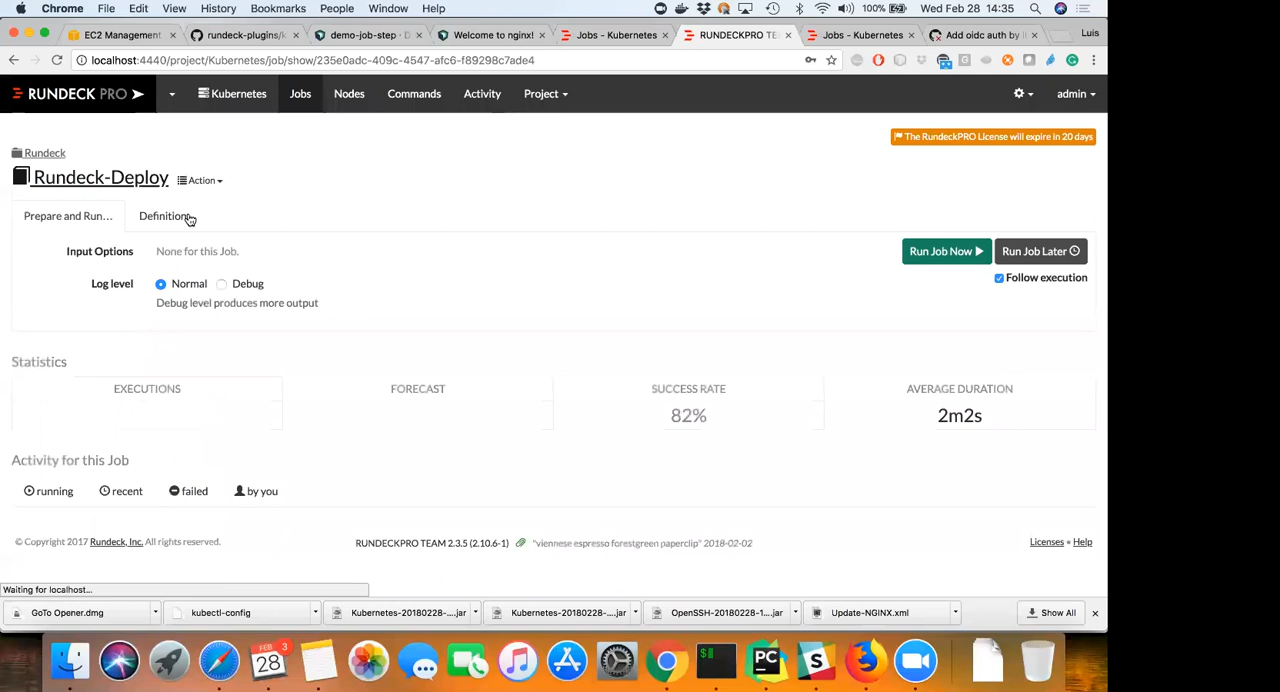 Chrome File Edit View History Bookmarks People Window Help 100% Wed Feb 28 14:35
EC2 Management rundeck-plugins/k demo-job-step · D Welcome to nginx! Jobs - Kubernetes RUNDECKPRO TE Jobs - Kubernetes Add oidc auth by li Luis
localhost:4440/project/Kubernetes/job/show/235e0adc-409c-4547-afc6-f89298c7ade4
RUNDECK PRO Kubernetes Jobs Nodes Commands Activity Project admin
The RundeckPRO License will expire in 20 days
Rundeck
Rundeck-Deploy Action
Prepare and Run... Definition
Input Options None for this Job. Run Job Now Run Job Later
Follow execution
Log level Normal Debug
Debug level produces more output
Statistics
EXECUTIONS FORECAST SUCCESS RATE AVERAGE DURATION
82% 2m2s
Activity for this Job
running recent failed by you
© Copyright 2017 Rundeck, Inc. All rights reserved. RUNDECKPRO TEAM 2.3.5 (2.10.6-1) "viennese espresso forestgreen paperclip" 2018-02-02 Licenses • Help
Waiting for localhost...
GoTo Opener.dmg kubectl-config Kubernetes-20180228-....jar Kubernetes-20180228-....jar OpenSSH-20180228-1....jar Update-NGINX.xml Show All
FEB 28 3 $ PC